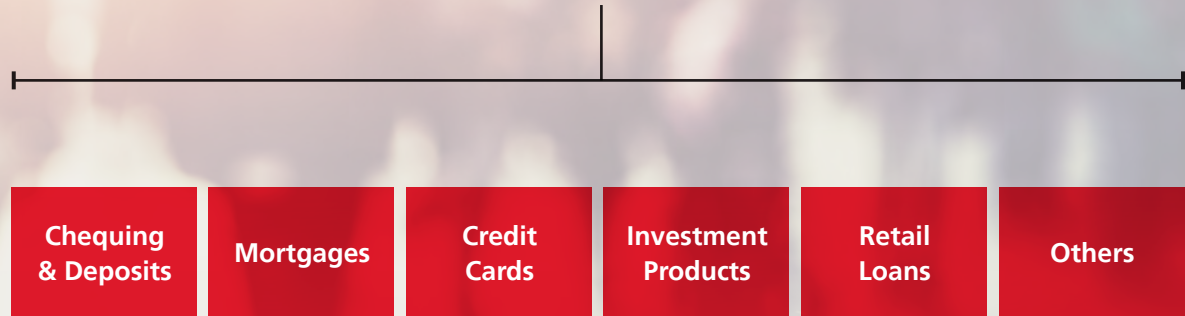 Chequing
& Deposits
Mortgages
Credit
Cards
Investment
Products
Retail
Loans
Others